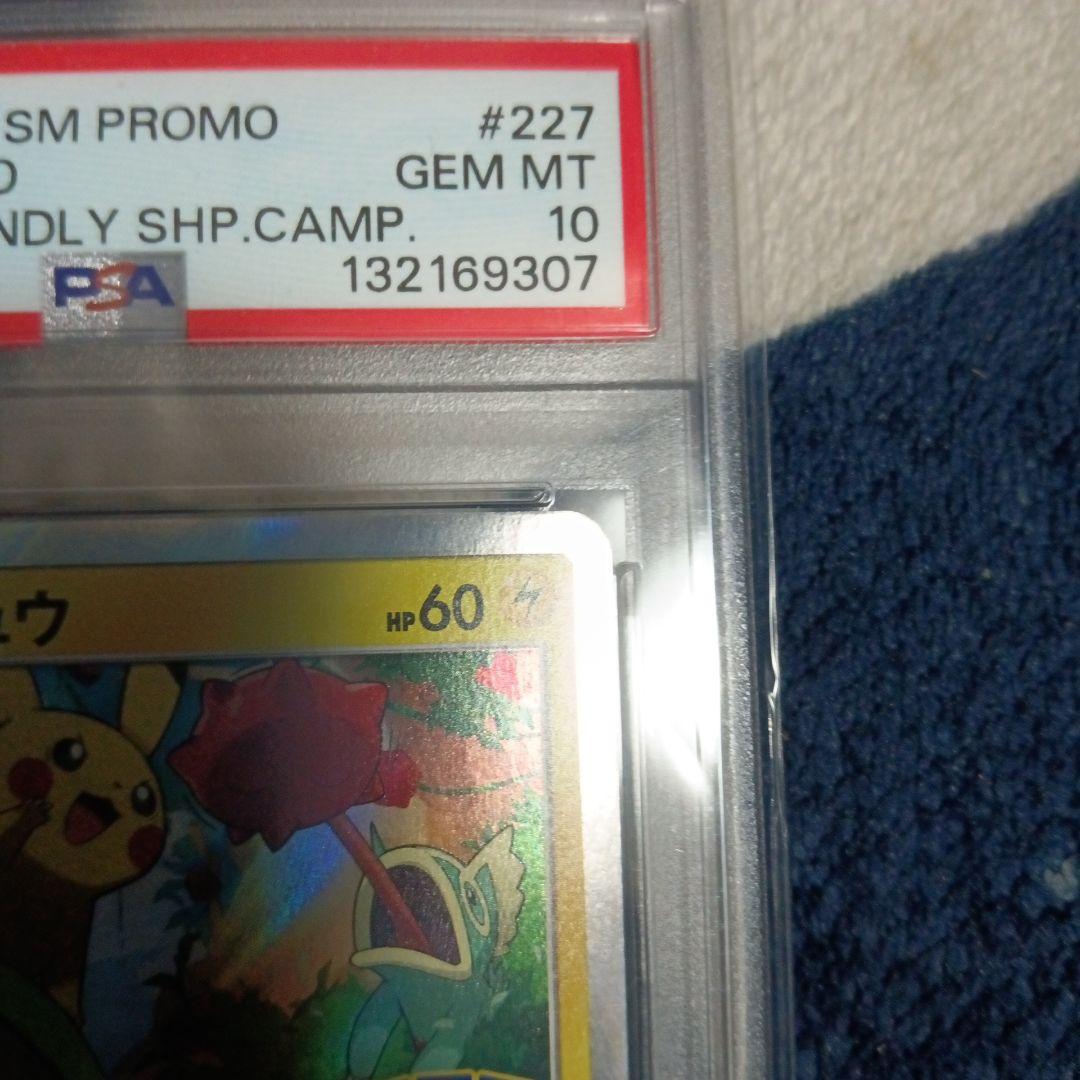 SM PROMO #227
GEM MT
NDLY SHP.CAMP. 10
PSA 132169307
ュウ HP60